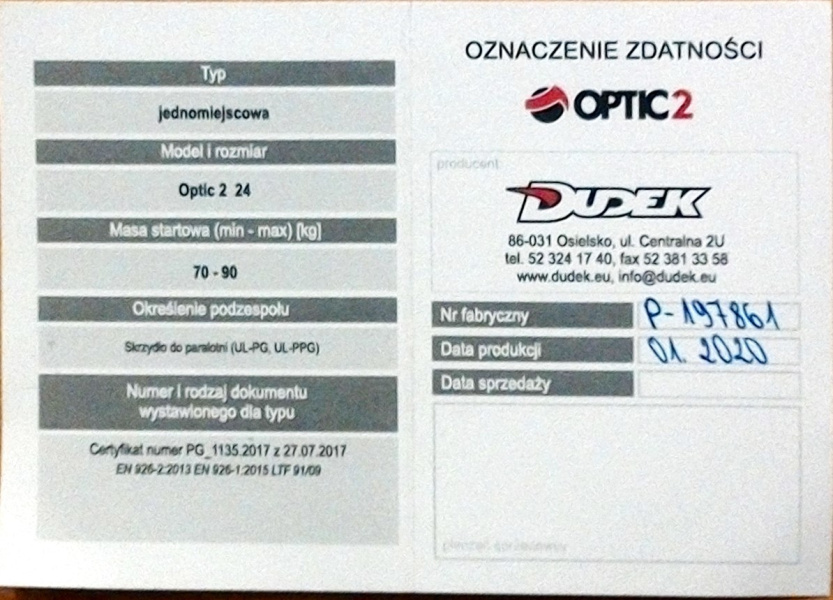 Typ
jednomiejscowa
Model i rozmiar
Optic 2 24
Masa startowa (min - max) [kg]
70 - 90
Określenie podzespołu
Skrzydło do paralotni (UL-PG, UL-PPG)
Numer i rodzaj dokumentu
wystawionego dla typu
Certyfikat numer PG_1135.2017 z 27.07.2017
EN 926-2:2013 EN 926-1:2015 LTF 91/09
OZNACZENIE ZDATNOŚCI
OPTIC2
producent
DUDEK
86-031 Osielsko, ul. Centralna 2U
tel. 52 324 17 40, fax 52 381 33 58
www.dudek.eu, info@dudek.eu
Nr fabryczny P-197861
Data produkcji 01. 2020
Data sprzedaży
pieczęć sprzedawcy